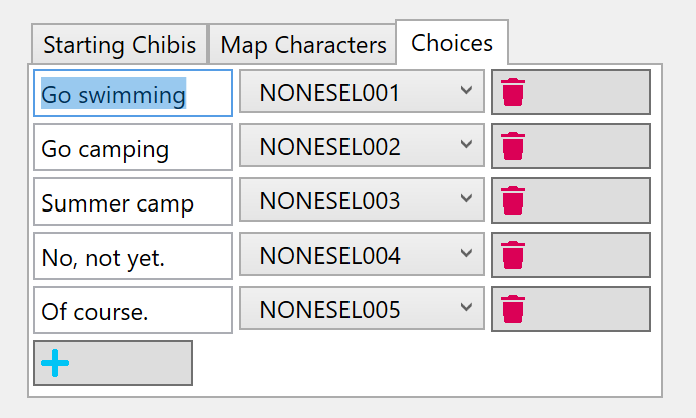 Starting Chibis Map Characters Choices
Go swimming NONESEL001
Go camping NONESEL002
Summer camp NONESEL003
No, not yet. NONESEL004
Of course. NONESEL005